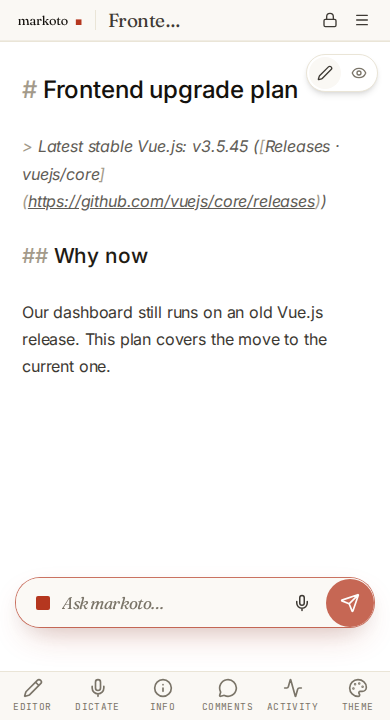 markoto
Fronte...
# Frontend upgrade plan
> Latest stable Vue.js: v3.5.45 ([Releases ·
vuejs/core]
(https://github.com/vuejs/core/releases))
## Why now
Our dashboard still runs on an old Vue.js
release. This plan covers the move to the
current one.
Ask markoto...
EDITOR DICTATE INFO COMMENTS ACTIVITY THEME